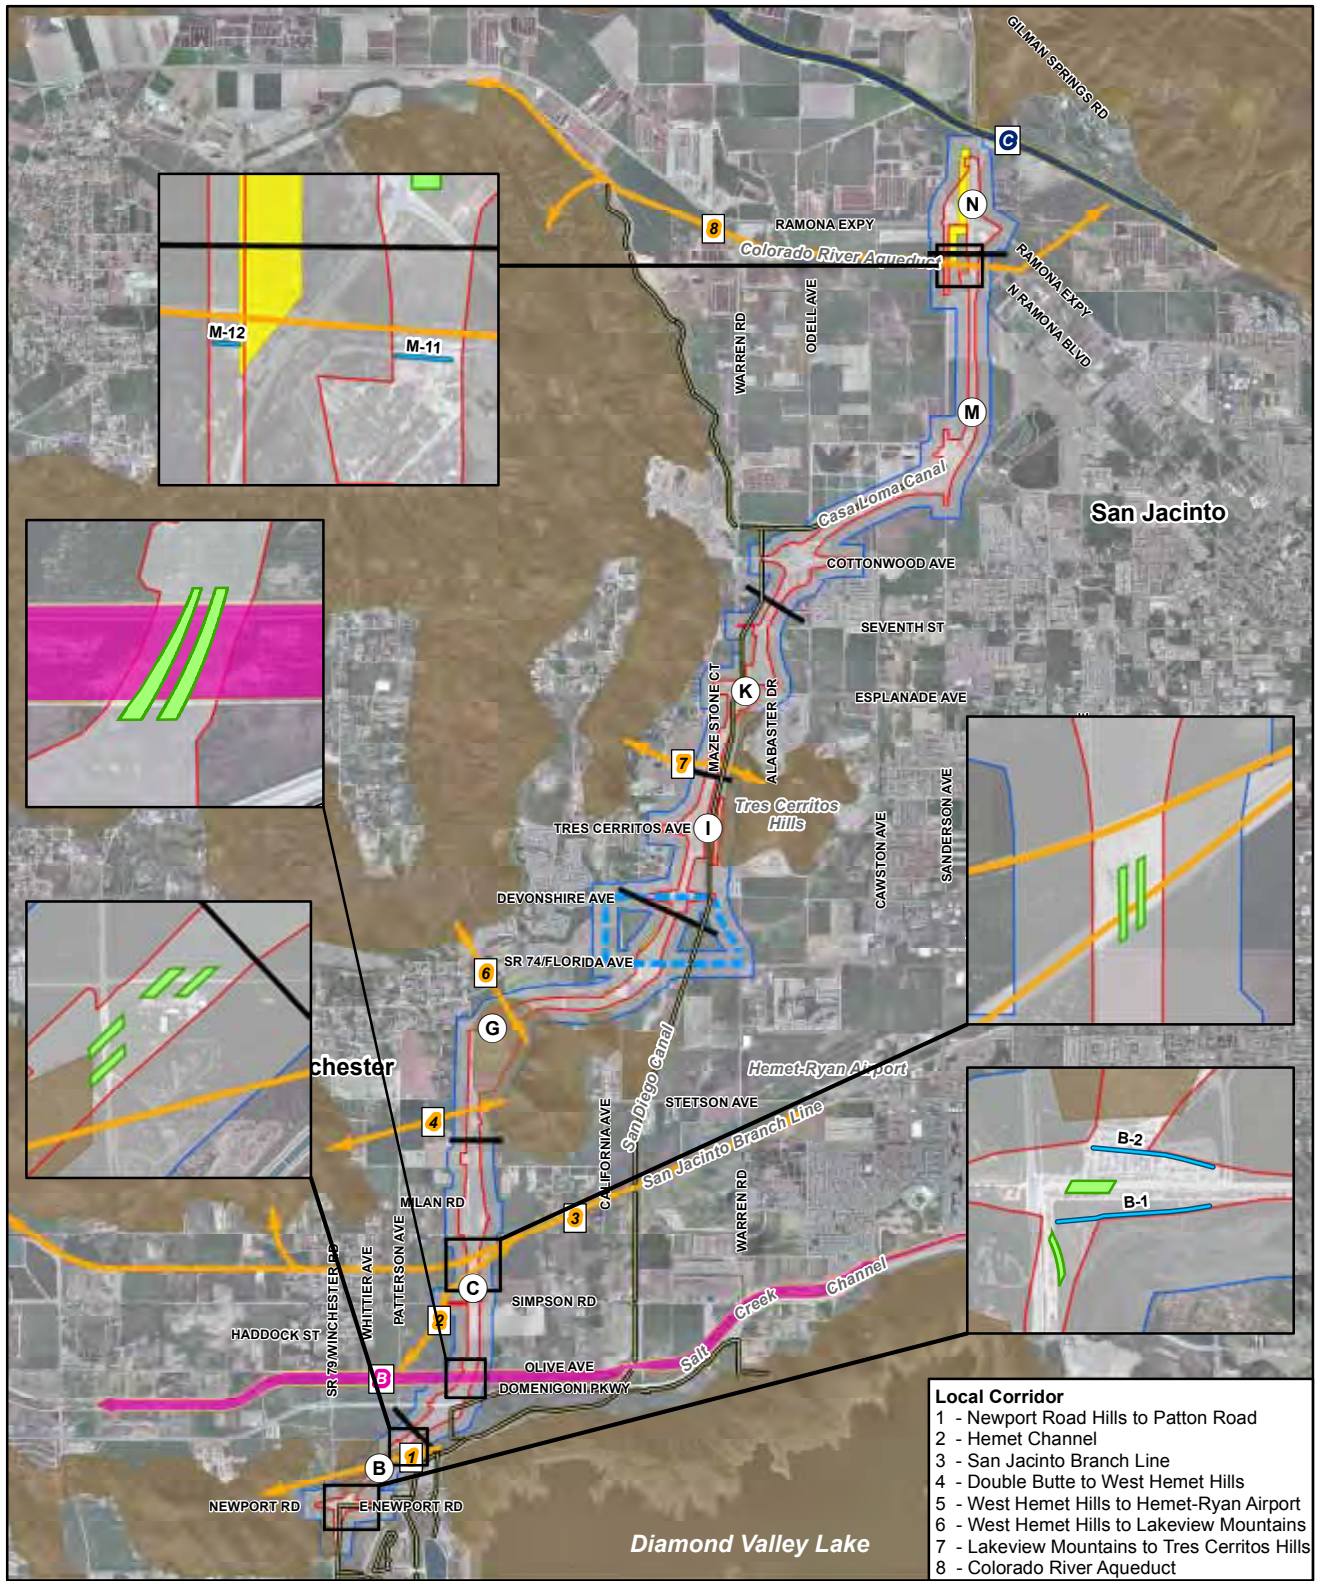 GILMAN SPRINGS RD
C
N
8
RAMONA EXPY
Colorado River Aqueduct
RAMONA EXPY
N RAMONA BLVD
ODELL AVE
WARREN RD
M-12
M-11
M
Casa Loma Canal
San Jacinto
COTTONWOOD AVE
SEVENTH ST
MAZE STONE CT
K
ALABASTER DR
ESPLANADE AVE
7
Tres Cerritos
Hills
TRES CERRITOS AVE
I
CAWSTON AVE
SANDERSON AVE
DEVONSHIRE AVE
SR 74/FLORIDA AVE
6
G
chester
San Diego Canal
Hemet-Ryan Airport
STETSON AVE
4
CALIFORNIA AVE
San Jacinto Branch Line
MILAN RD
WARREN RD
3
B-2
B-1
SR 79/WINCHESTER RD
WHITTIER AVE
PATTERSON AVE
C
SIMPSON RD
2
HADDOCK ST
Salt
Creek
Channel
B
OLIVE AVE
DOMENIGONI PKWY
1
B
NEWPORT RD
E NEWPORT RD
Diamond Valley Lake
Local Corridor
1 - Newport Road Hills to Patton Road
2 - Hemet Channel
3 - San Jacinto Branch Line
4 - Double Butte to West Hemet Hills
5 - West Hemet Hills to Hemet-Ryan Airport
6 - West Hemet Hills to Lakeview Mountains
7 - Lakeview Mountains to Tres Cerritos Hills
8 - Colorado River Aqueduct